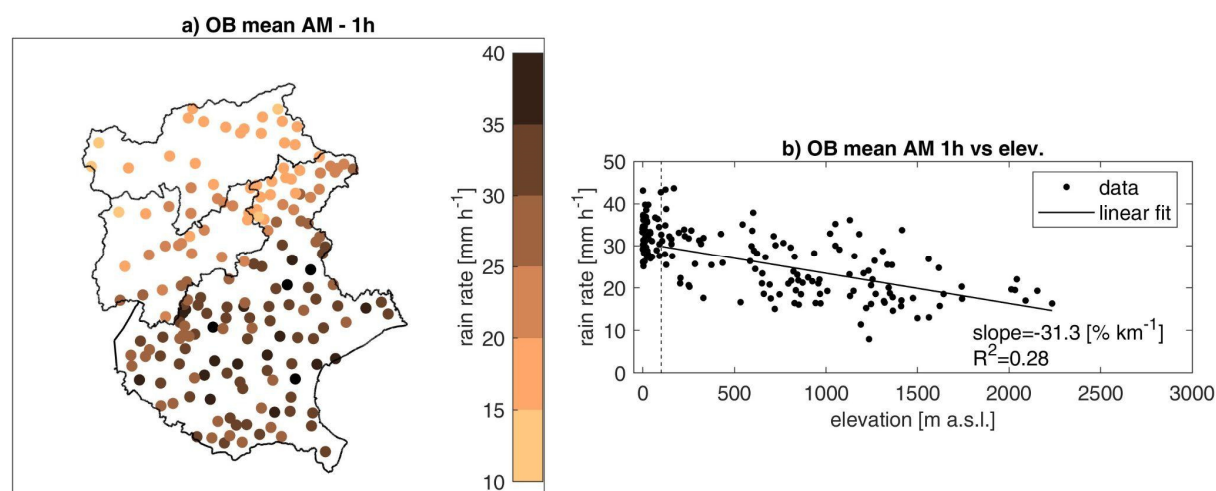 a) OB mean AM - 1h
40
35
30
25
20
15
10
rain rate [mm h⁻¹]
b) OB mean AM 1h vs elev.
50
40
30
20
10
0
rain rate [mm h⁻¹]
data
linear fit
slope=-31.3 [% km⁻¹]
R²=0.28
0 500 1000 1500 2000 2500 3000
elevation [m a.s.l.]